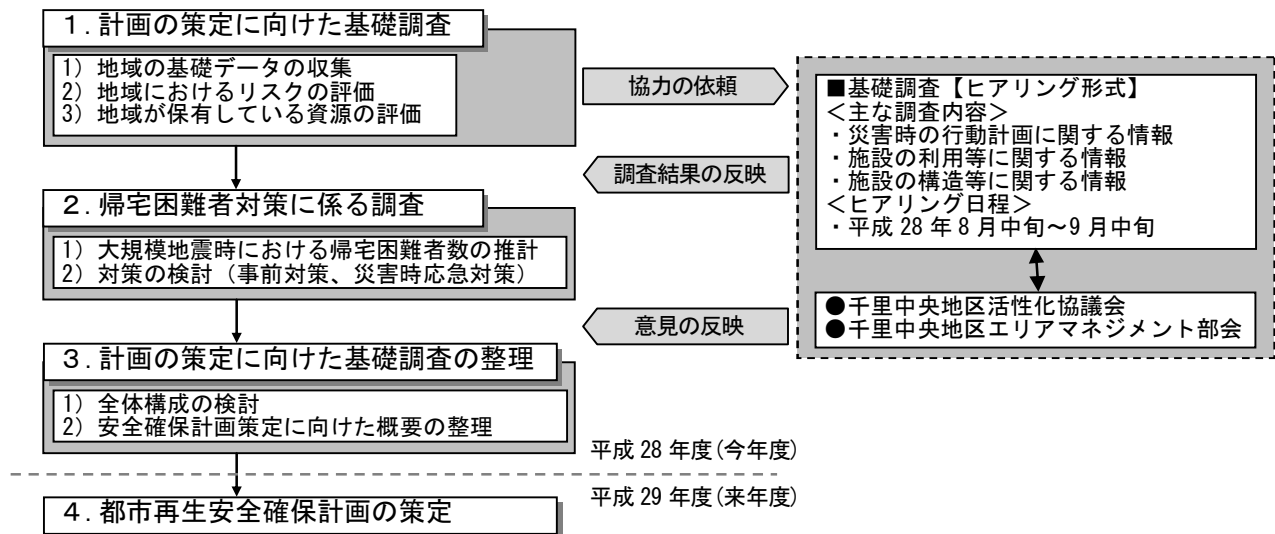 １．計画の策定に向けた基礎調査
1）地域の基礎データの収集
2）地域におけるリスクの評価
3）地域が保有している資源の評価
協力の依頼
調査結果の反映
２．帰宅困難者対策に係る調査
1）大規模地震時における帰宅困難者数の推計
2）対策の検討（事前対策、災害時応急対策）
意見の反映
３．計画の策定に向けた基礎調査の整理
1）全体構成の検討
2）安全確保計画策定に向けた概要の整理
平成 28 年度(今年度)
平成 29 年度(来年度)
４．都市再生安全確保計画の策定
■基礎調査【ヒアリング形式】
＜主な調査内容＞
・災害時の行動計画に関する情報
・施設の利用等に関する情報
・施設の構造等に関する情報
＜ヒアリング日程＞
・平成 28 年 8 月中旬～9 月中旬
●千里中央地区活性化協議会
●千里中央地区エリアマネジメント部会